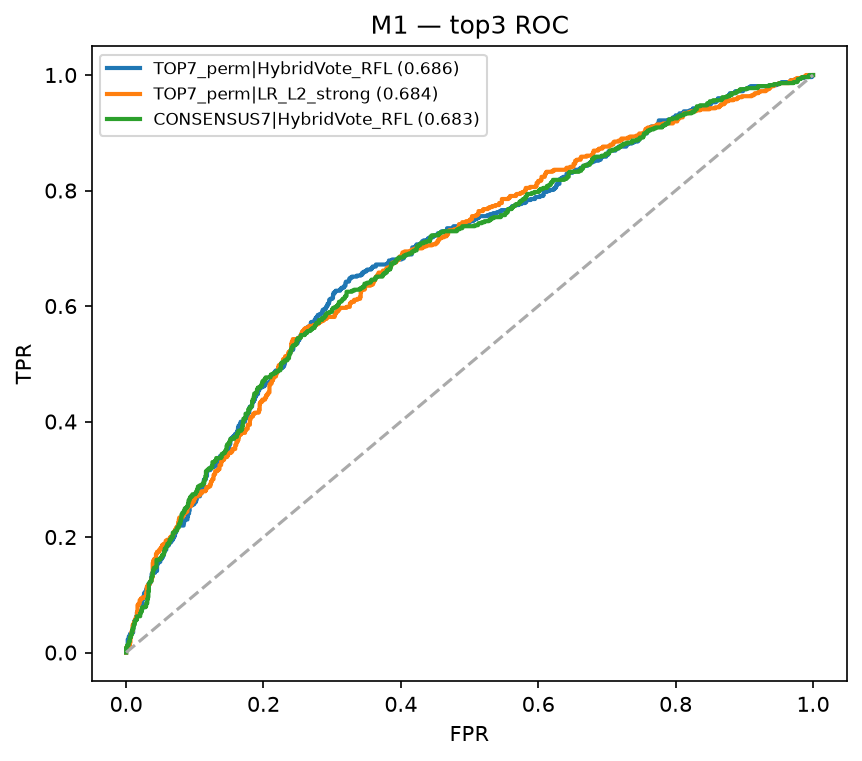 M1 — top3 ROC
TOP7_perm|HybridVote_RFL (0.686)
TOP7_perm|LR_L2_strong (0.684)
CONSENSUS7|HybridVote_RFL (0.683)
TPR
1.0
0.8
0.6
0.4
0.2
0.0
0.0 0.2 0.4 0.6 0.8 1.0
FPR